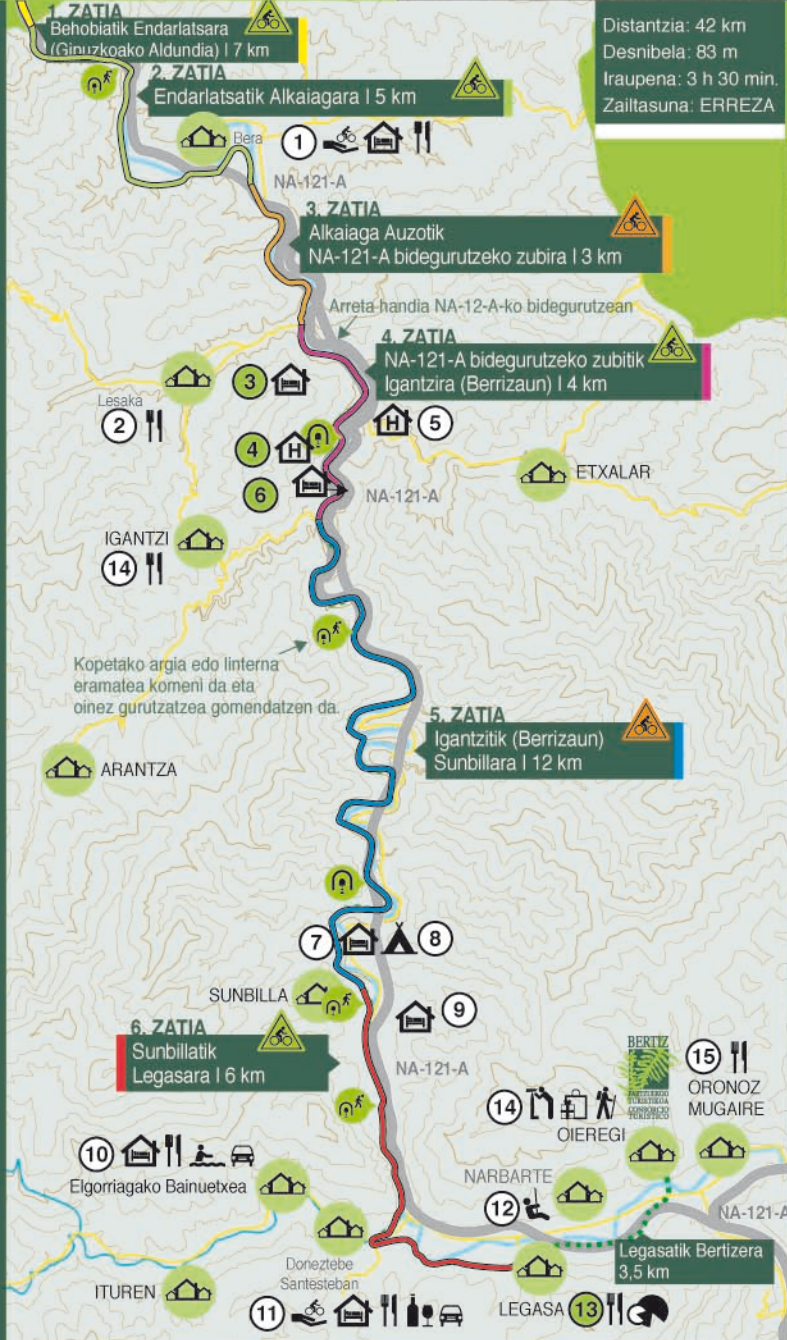 1. ZATIA
Behobiatik Endarlatsara
(Gipuzkoako Aldundia) I 7 km
Distantzia: 42 km
Desnibela: 83 m
Iraupena: 3 h 30 min.
Zailtasuna: ERREZA
2. ZATIA
Endarlatsatik Alkaiagara I 5 km
Bera
1
NA-121-A
3. ZATIA
Alkaiaga Auzotik
NA-121-A bidegurutzeko zubira I 3 km
Arreta handia NA-12-A-ko bidegurutzean
4. ZATIA
NA-121-A bidegurutzeko zubitik
Igantzira (Berrizaun) I 4 km
3
Lesaka
2
H 5
4 H
ETXALAR
6
NA-121-A
IGANTZI
14
Kopetako argia edo linterna
eramatea komeni da eta
oinez gurutzatzea gomendatzen da.
5. ZATIA
Igantzitik (Berrizaun)
Sunbillara I 12 km
ARANTZA
7 8
SUNBILLA
9
6. ZATIA
Sunbillatik
Legasara I 6 km
NA-121-A
BERTIZ
PARTZUERGO
TURISTIKOA
CONSORCIO
TURÍSTICO
15
ORONOZ
MUGAIRE
14
OIEREGI
10
Elgorriagako Bainuetxea
NARBARTE
12
NA-121-A
Legasatik Bertizera
3,5 km
Doneztebe
Santesteban
ITUREN
11
LEGASA 13